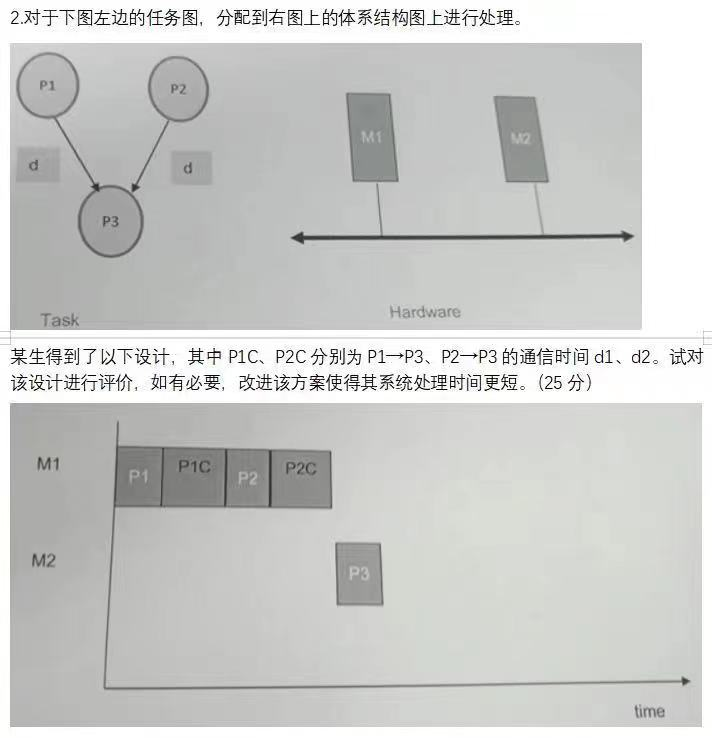 2.对于下图左边的任务图，分配到右图上的体系结构图上进行处理。
P1 P2
M1 M2
d d
P3
Task Hardware
某生得到了以下设计，其中 P1C、P2C 分别为 P1→P3、P2→P3 的通信时间 d1、d2。试对
该设计进行评价，如有必要，改进该方案使得其系统处理时间更短。（25 分）
M1 P1 P1C P2 P2C
M2 P3
time